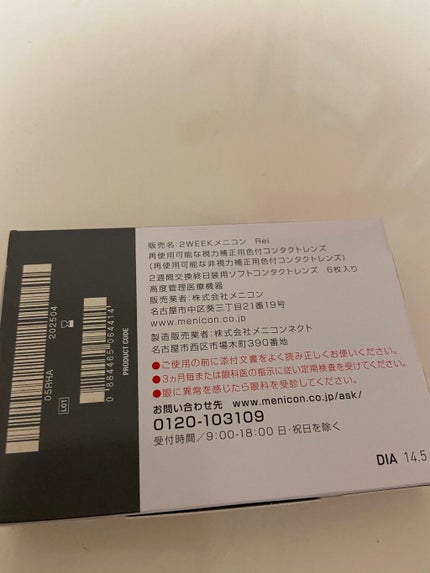 販売名:2WEEKメニコン Rei
再使用可能な視力補正用色付コンタクトレンズ
(再使用可能な非視力補正用色付コンタクトレンズ)
2週間交換終日装用ソフトコンタクトレンズ 6枚入り
高度管理医療機器
販売業者:株式会社メニコン
名古屋市中区葵三丁目21番19号
www.menicon.co.jp
製造販売業者:株式会社メニコンネクト
名古屋市西区市場木町390番地
●ご使用の前に添付文書をよく読み正しくお使いください。
●3ヵ月毎または眼科医の指示に従い定期検査を受けてください。
●眼に異常を感じたら眼科を受診してください。
お問い合わせ先 www.menicon.co.jp/ask/
0120-103109
受付時間/9:00-18:00 日・祝日を除く
DIA 14.5
202504
LOT 05RHA
PRODUCT CODE